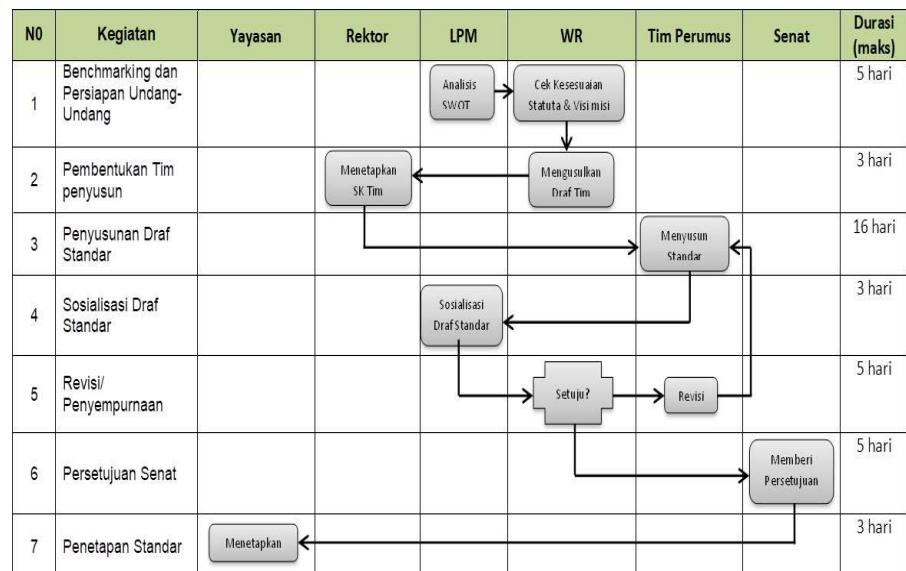 N0 Kegiatan Yayasan Rektor LPM WR Tim Perumus Senat Durasi
(maks)
1
Benchmarking dan
Persiapan Undang-
Undang
Analisis
SWOT
Cek Kesesuaian
Statuta & Visi misi
5 hari
2
Pembentukan Tim
penyusun
Menetapkan
SK Tim
Mengusulkan
Draf Tim
3 hari
3
Penyusunan Draf
Standar
Menyusun
Standar
16 hari
4
Sosialisasi Draf
Standar
Sosialisasi
Draf Standar
3 hari
5
Revisi/
Penyempurnaan
Setuju?
Revisi
5 hari
6
Persetujuan Senat
Memberi
Persetujuan
5 hari
7
Penetapan Standar
Menetapkan
3 hari